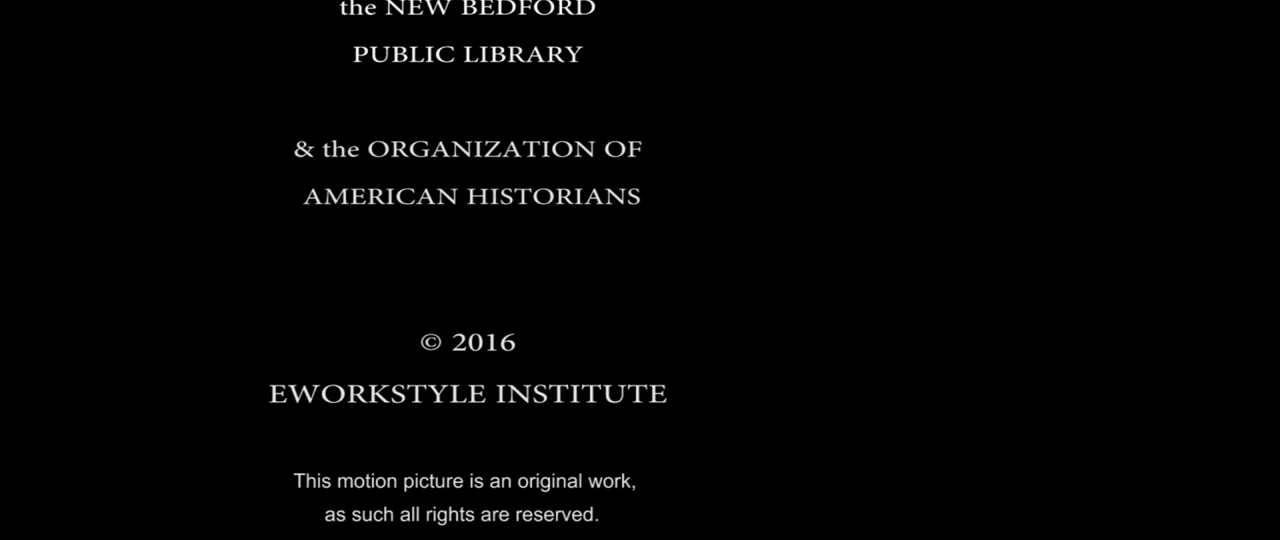 the NEW BEDFORD
PUBLIC LIBRARY
& the ORGANIZATION OF
AMERICAN HISTORIANS
© 2016
EWORKSTYLE INSTITUTE
This motion picture is an original work,
as such all rights are reserved.